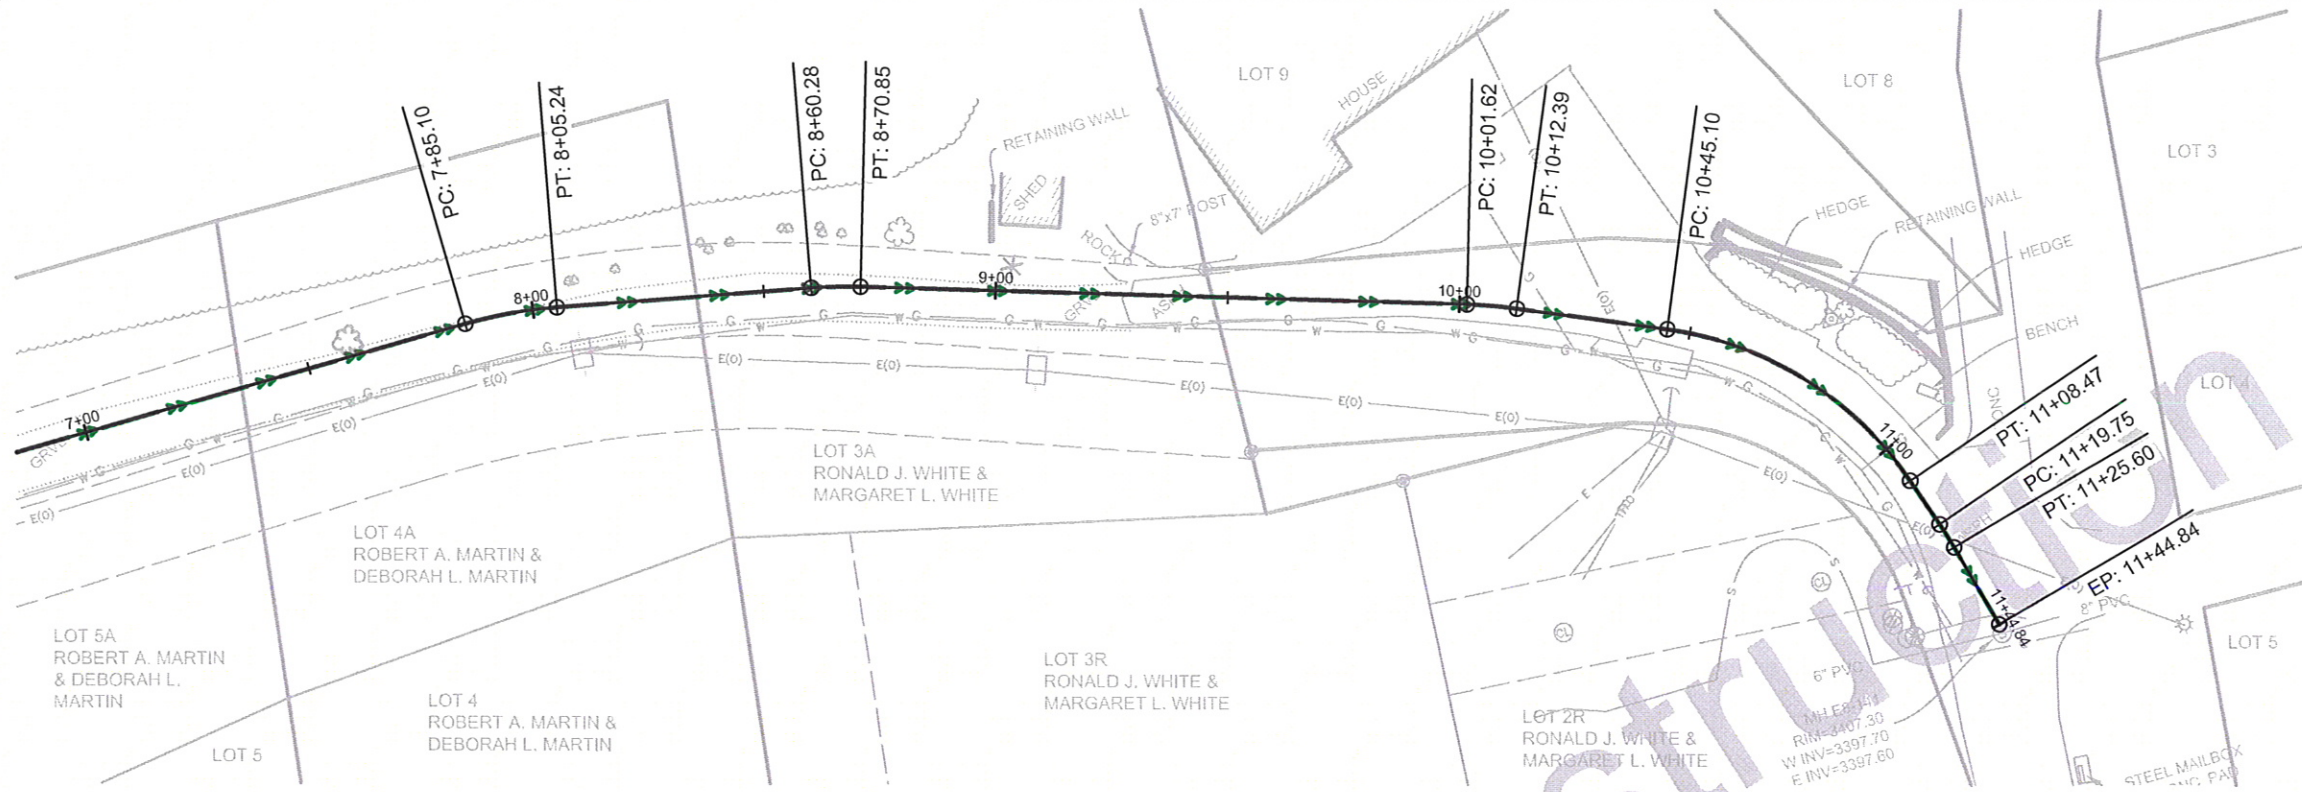 LOT 9
HOUSE
LOT 8
LOT 3
PC: 7+85.10
PT: 8+05.24
PC: 8+60.28
PT: 8+70.85
RETAINING WALL
SHED
8"x7' POST
ROCK
PC: 10+01.62
PT: 10+12.39
PC: 10+45.10
HEDGE
RETAINING WALL
HEDGE
BENCH
7+00
8+00
9+00
10+00
11+00
11+44.84
E(O)
E(O)
E(O)
E(O)
E(O)
E(O)
E(O)
E(O)
E(O)
E(O)
E(O)
LOT 4
PT: 11+08.47
PC: 11+19.75
PT: 11+25.60
EP: 11+44.84
8" PVC
LOT 3A
RONALD J. WHITE &
MARGARET L. WHITE
LOT 4A
ROBERT A. MARTIN &
DEBORAH L. MARTIN
LOT 5A
ROBERT A. MARTIN
& DEBORAH L.
MARTIN
LOT 5
LOT 4
ROBERT A. MARTIN &
DEBORAH L. MARTIN
LOT 3R
RONALD J. WHITE &
MARGARET L. WHITE
LOT 2R
RONALD J. WHITE &
MARGARET L. WHITE
CL
CL
6" PVC
RIM=3407.30
W INV=3397.70
E INV=3397.60
LOT 5
STEEL MAILBOX
struction